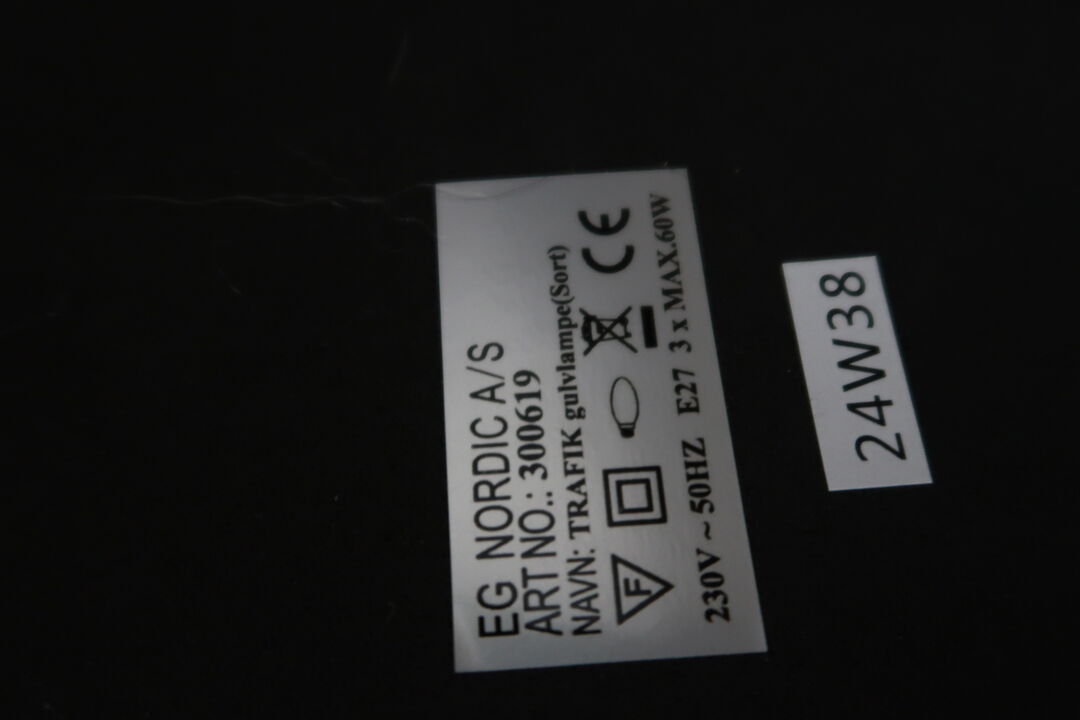 EG NORDIC A/S
ART NO.: 300619
NAVN: TRAFIK gulvlampe(Sort)
F
CE
230V ~ 50HZ E27 3 x MAX.60W
24W38